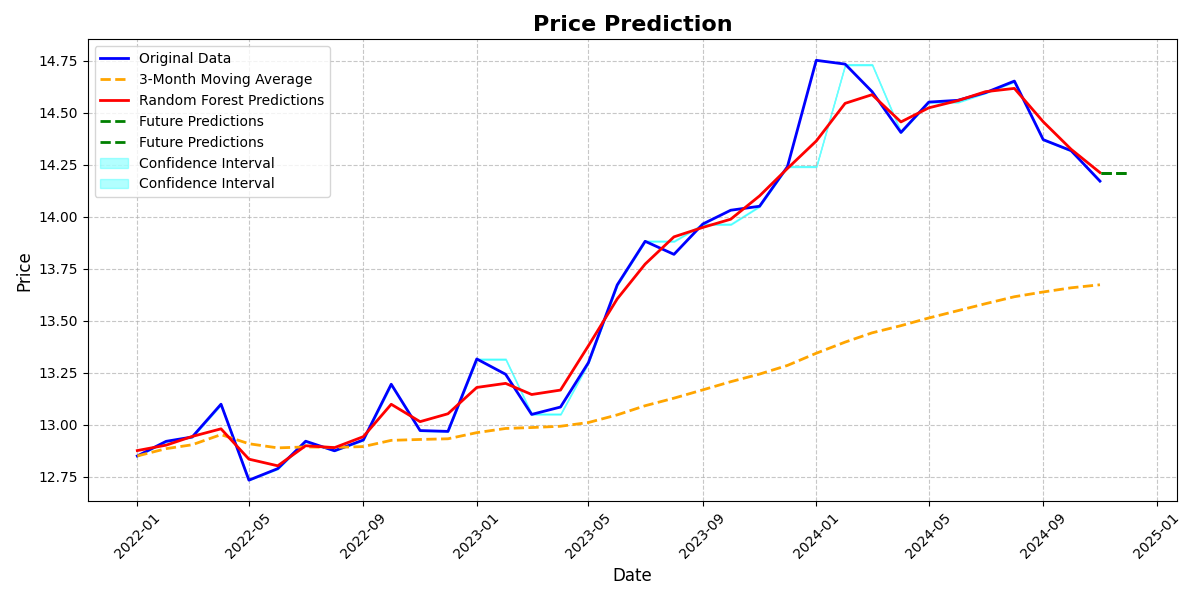 Price Prediction
Original Data
3-Month Moving Average
Random Forest Predictions
Future Predictions
Future Predictions
Confidence Interval
Confidence Interval
Price
14.75
14.50
14.25
14.00
13.75
13.50
13.25
13.00
12.75
2022-01
2022-05
2022-09
2023-01
2023-05
2023-09
2024-01
2024-05
2024-09
2025-01
Date